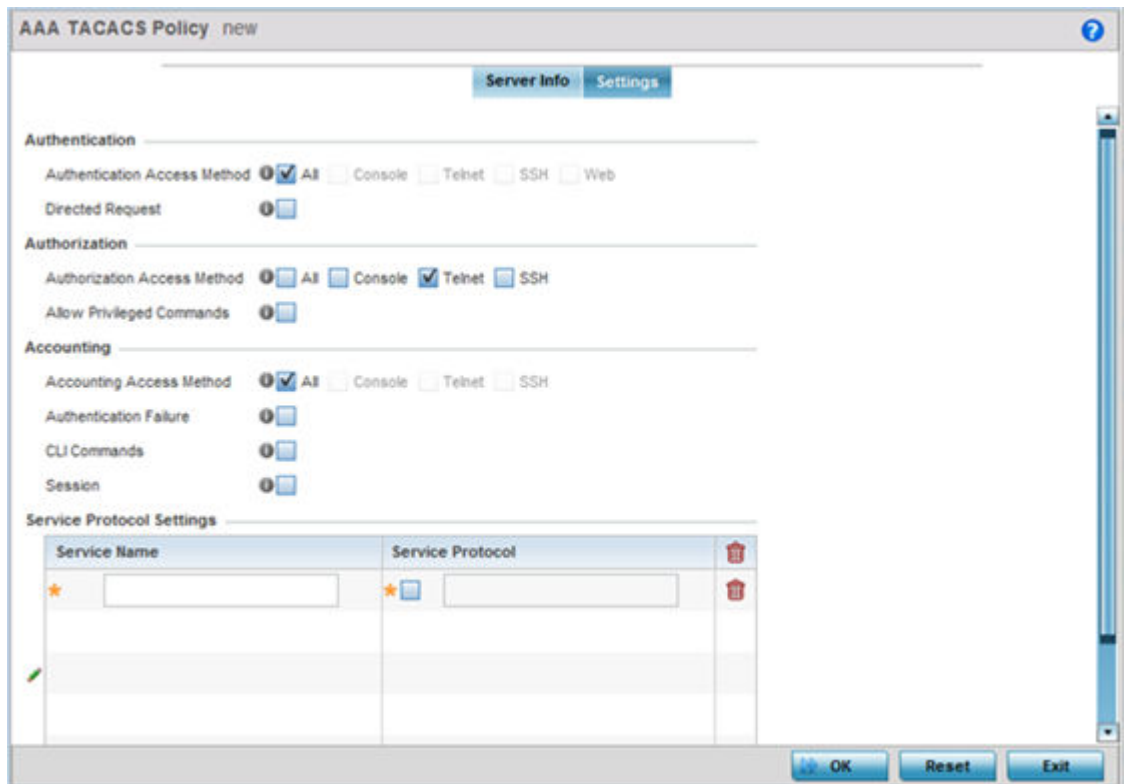 AAA TACACS Policy new
Server Info Settings
Authentication
Authentication Access Method All Console Telnet SSH Web
Directed Request
Authorization
Authorization Access Method All Console Telnet SSH
Allow Privileged Commands
Accounting
Accounting Access Method All Console Telnet SSH
Authentication Failure
CLI Commands
Session
Service Protocol Settings
Service Name Service Protocol
OK Reset Exit